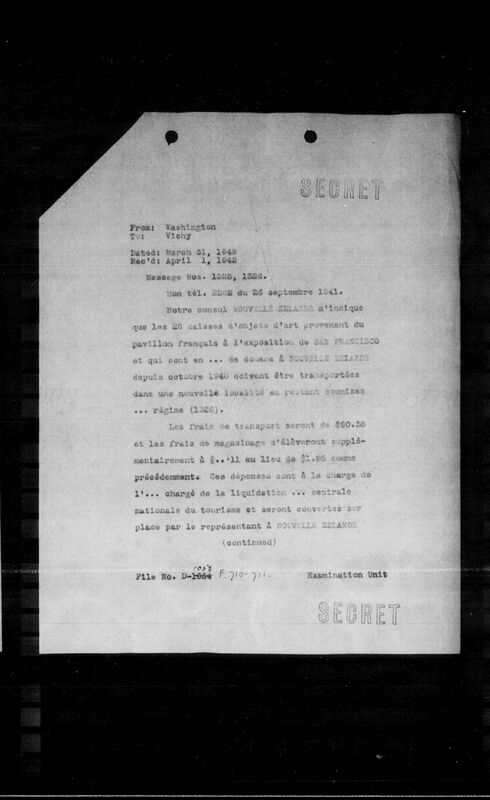 SECRET
From: Washington
To: Vichy
Dated: March 31, 1942
Rec'd: April 1, 1942
Message Nos. 1325, 1326.
Mon tél. 2262 du 26 septembre 1941.
Notre consul NOUVELLE ZELANDE m'indique
que les 26 caisses d'objets d'art provenant du
pavillon français à l'exposition de SAN FRANCISCO
et qui sont en ... de douane à NOUVELLE ZELANDE
depuis octobre 1940 doivent être transportées
dans une nouvelle localité en restant soumises
... régime (1325).
Les frais de transport seront de $90.38
et les frais de magasinage s'élèveront supplé-
mentairement à $..-11 au lieu de $1.95 comme
précédemment. Ces dépenses sont à la charge de
l'... chargé de la liquidation ... centrale
nationale du tourisme et seront couvertes sur
place par le représentant à NOUVELLE ZELANDE
(continued)
1053
File No. D-1054 F. 710-711. Examination Unit
SECRET